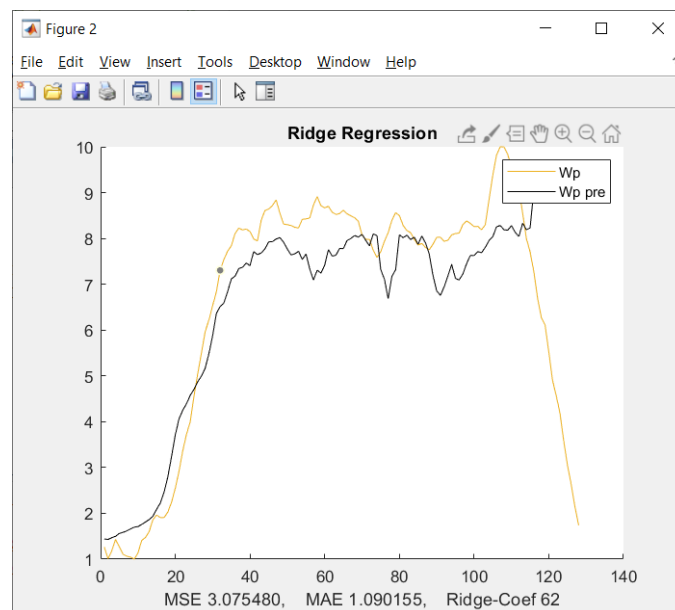 Figure 2
File Edit View Insert Tools Desktop Window Help
Ridge Regression
10
9
8
7
6
5
4
3
2
1
Wp
Wp pre
0 20 40 60 80 100 120 140
MSE 3.075480, MAE 1.090155, Ridge-Coef 62